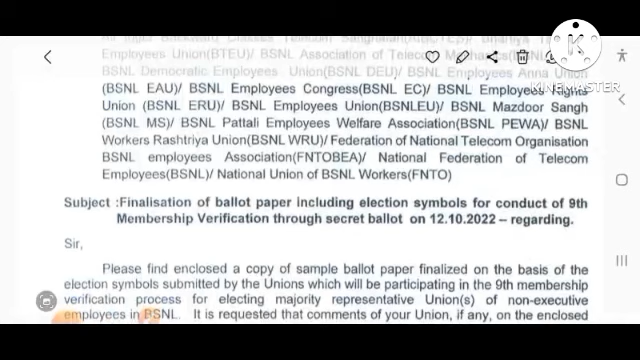 Employees Union(BTEU)/ BSNL Association of Telecom
BSNL Democratic Employees Union(BSNL DEU)/ BSNL Employees Anna Union
(BSNL EAU)/ BSNL Employees Congress(BSNL EC)/ BSNL Employees Rights
KINEMASTER
Union (BSNL ERU)/ BSNL Employees Union(BSNLEU)/ BSNL Mazdoor Sangh
(BSNL MS)/ BSNL Pattali Employees Welfare Association(BSNL PEWA)/ BSNL
Workers Rashtriya Union(BSNL WRU)/ Federation of National Telecom Organisation
BSNL employees Association(FNTOBEA)/ National Federation of Telecom
Employees(BSNL)/ National Union of BSNL Workers(FNTO)
Subject :Finalisation of ballot paper including election symbols for conduct of 9th
Membership Verification through secret ballot on 12.10.2022 – regarding.
Sir,
Please find enclosed a copy of sample ballot paper finalized on the basis of the
election symbols submitted by the Unions which will be participating in the 9th membership
verification process for electing majority representative Union(s) of non-executive
employees in BSNL. It is requested that comments of your Union, if any, on the enclosed